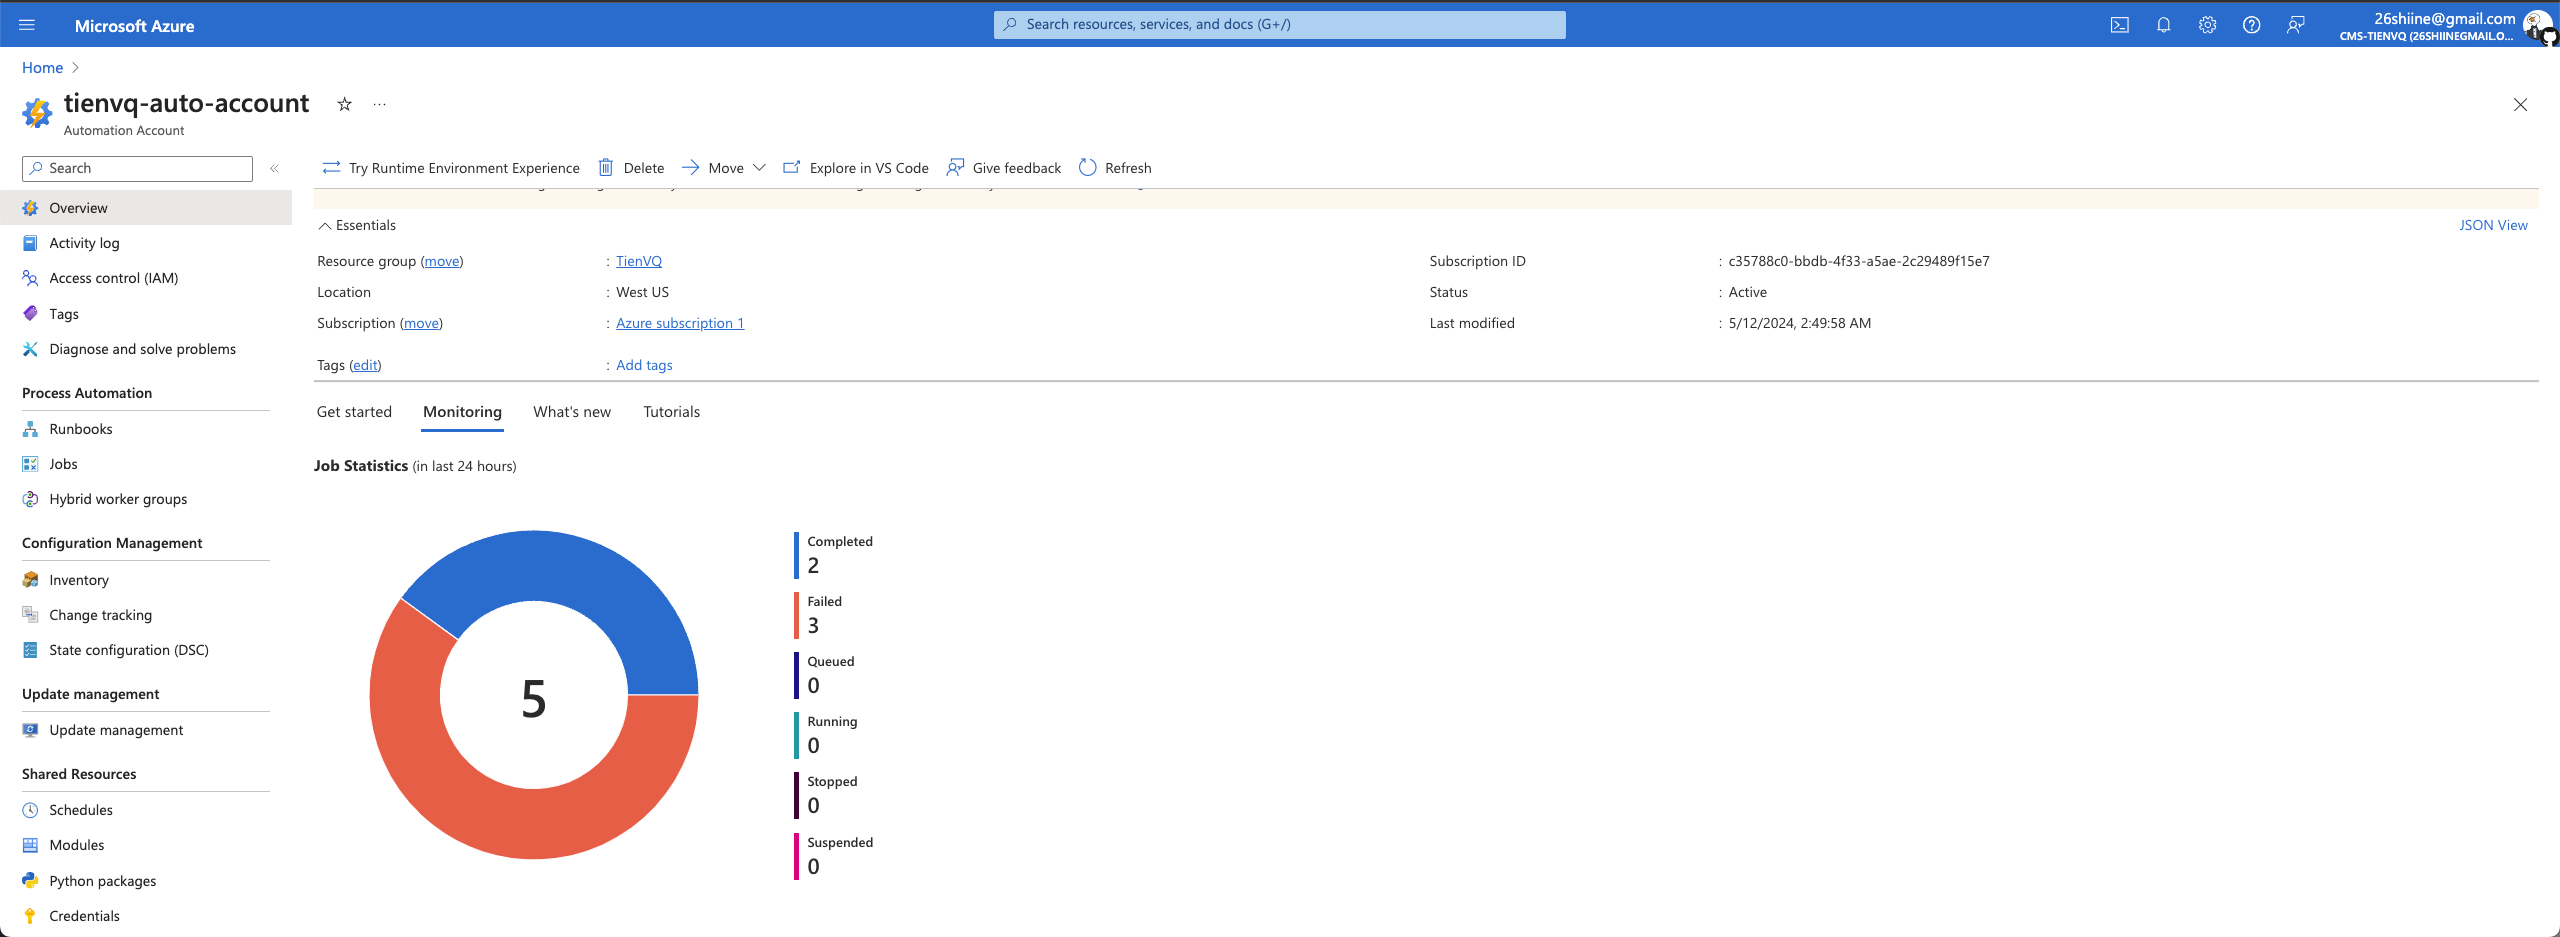 Microsoft Azure
Search resources, services, and docs (G+/)
26shiine@gmail.com
CMS-TIENVQ (26SHIINEGMAIL.O...
Home
tienvq-auto-account
Automation Account
Search
Try Runtime Environment Experience
Delete
Move
Explore in VS Code
Give feedback
Refresh
Overview
Activity log
Access control (IAM)
Tags
Diagnose and solve problems
Process Automation
Runbooks
Jobs
Hybrid worker groups
Configuration Management
Inventory
Change tracking
State configuration (DSC)
Update management
Update management
Shared Resources
Schedules
Modules
Python packages
Credentials
Essentials
JSON View
Resource group (move) : TienVQ
Location : West US
Subscription (move) : Azure subscription 1
Tags (edit) : Add tags
Subscription ID : c35788c0-bbdb-4f33-a5ae-2c29489f15e7
Status : Active
Last modified : 5/12/2024, 2:49:58 AM
Get started
Monitoring
What's new
Tutorials
Job Statistics (in last 24 hours)
5
Completed
2
Failed
3
Queued
0
Running
0
Stopped
0
Suspended
0